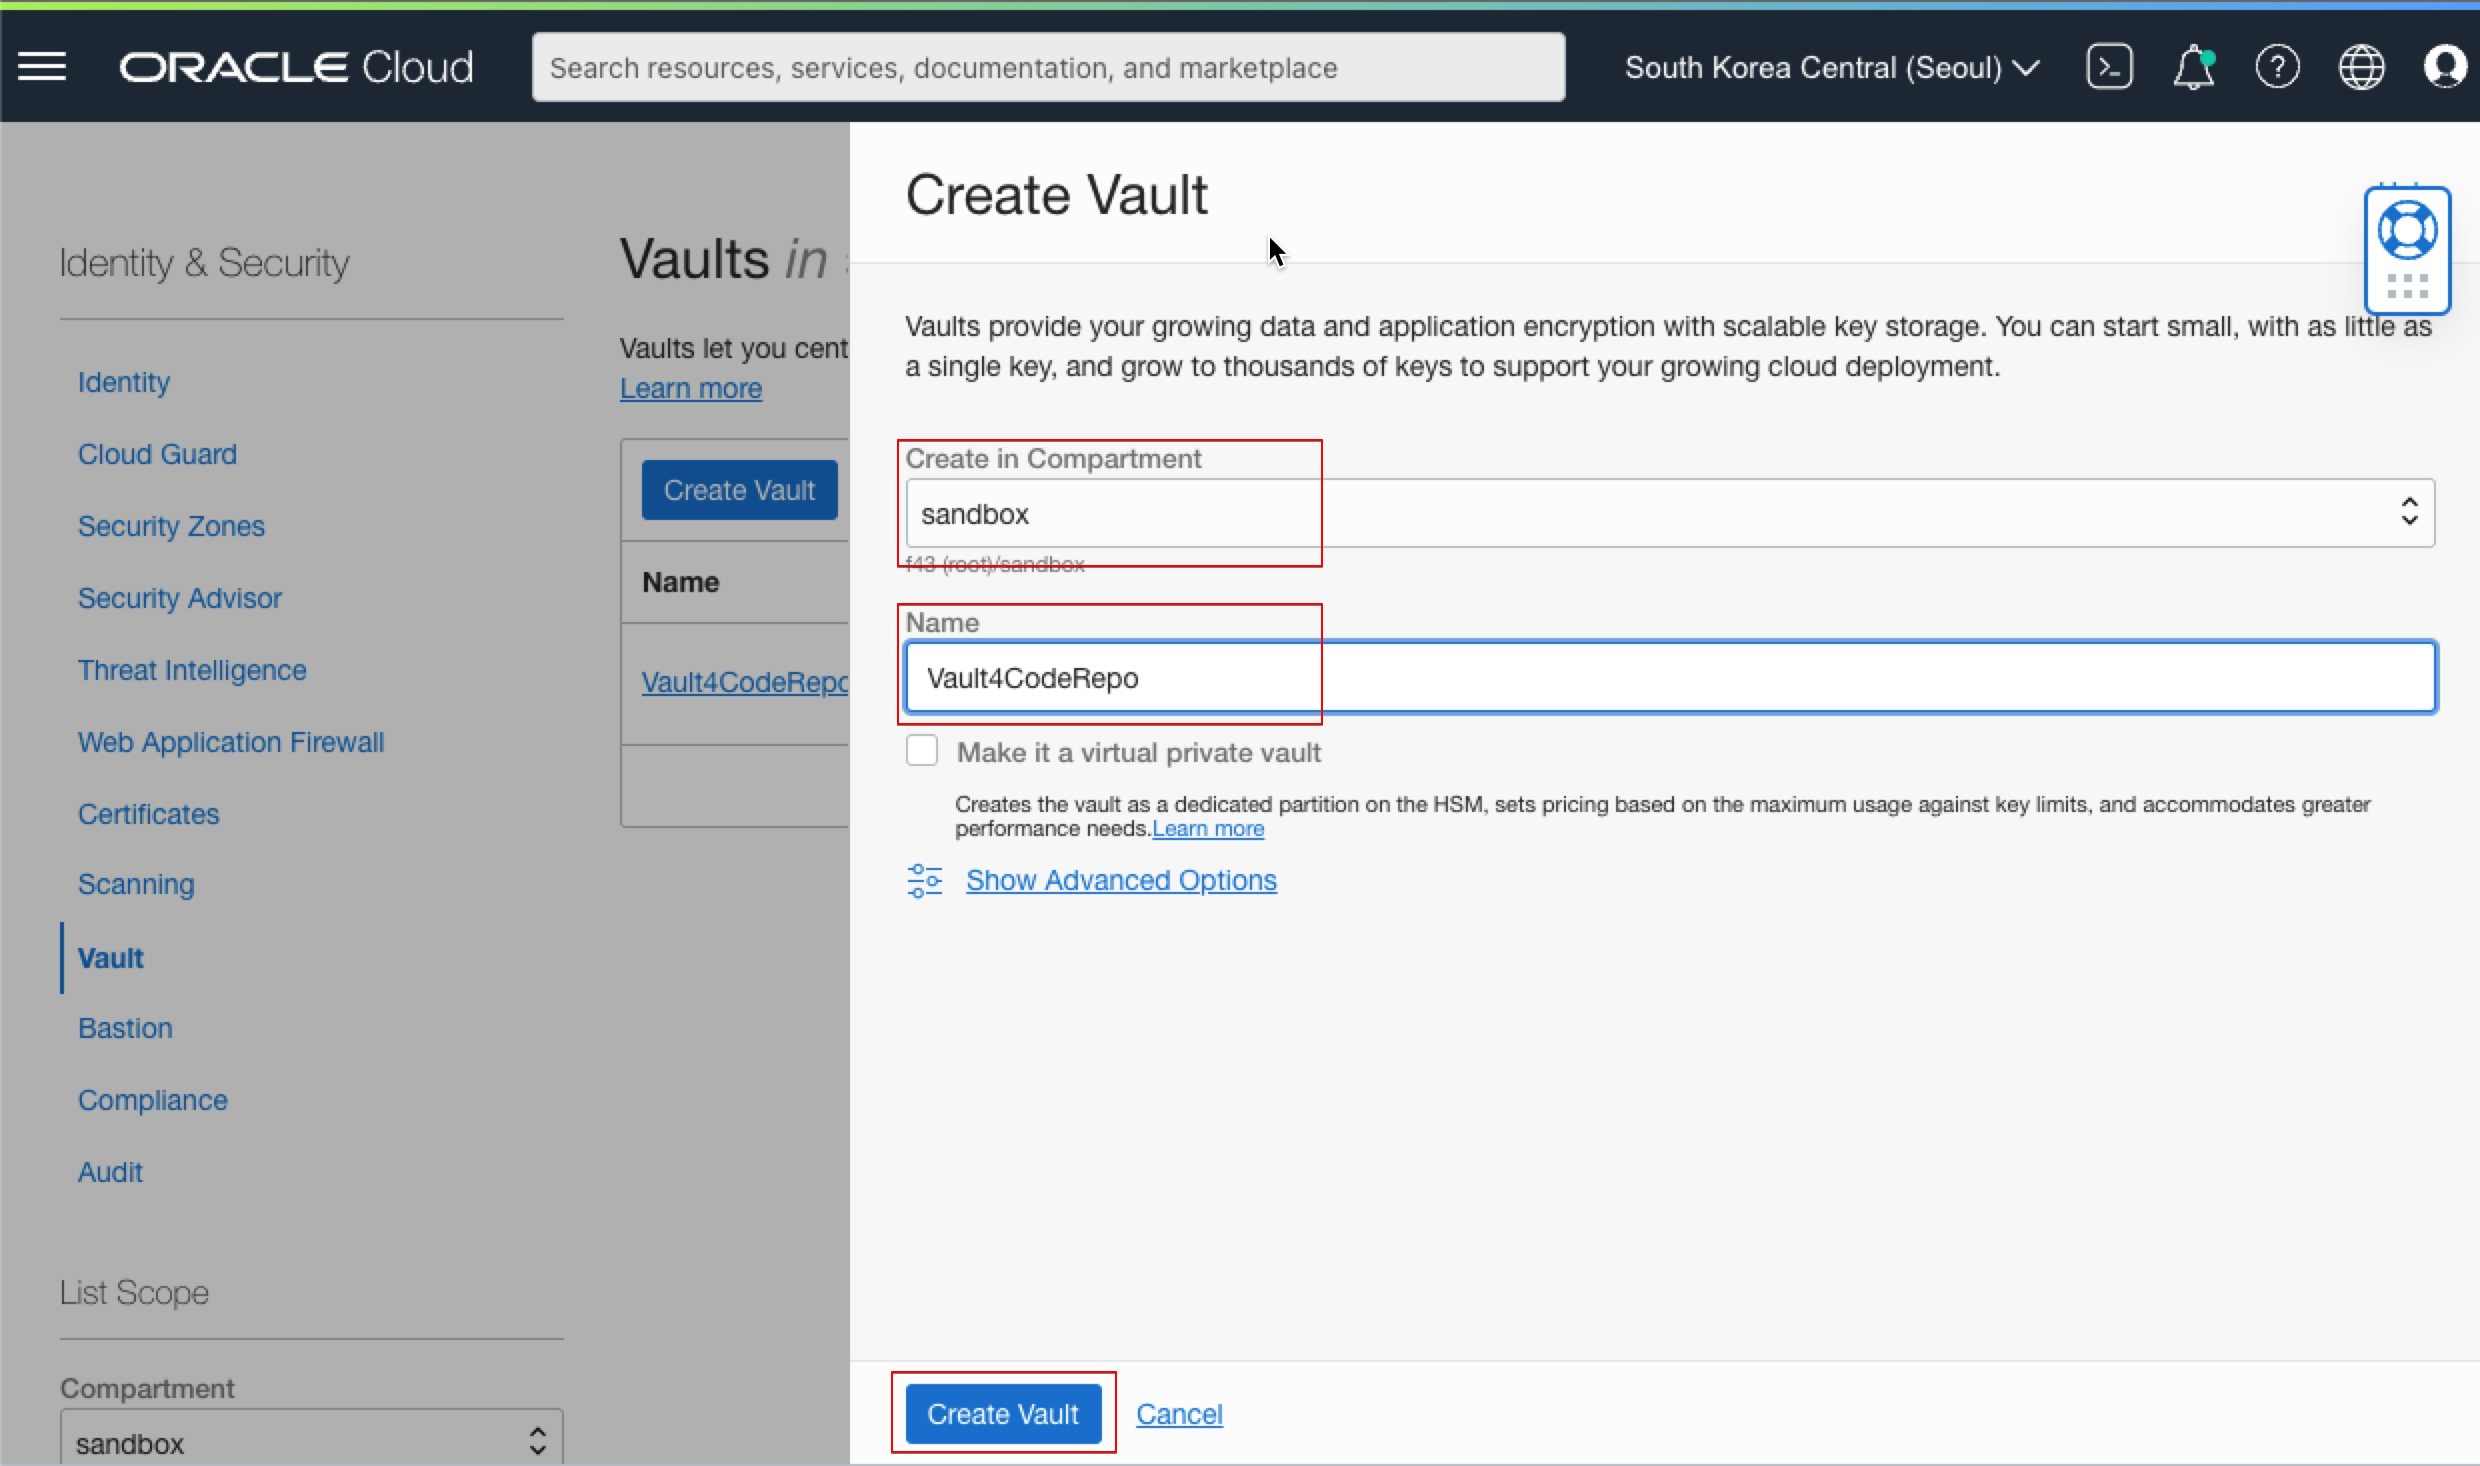 ORACLE Cloud
Search resources, services, documentation, and marketplace
South Korea Central (Seoul)
Identity & Security
Identity
Cloud Guard
Security Zones
Security Advisor
Threat Intelligence
Web Application Firewall
Certificates
Scanning
Vault
Bastion
Compliance
Audit
List Scope
Compartment
sandbox
Vaults in
Vaults let you cent
Learn more
Create Vault
Name
Vault4CodeRepo
Create Vault
Vaults provide your growing data and application encryption with scalable key storage. You can start small, with as little as
a single key, and grow to thousands of keys to support your growing cloud deployment.
Create in Compartment
sandbox
f43 (root)/sandbox
Name
Vault4CodeRepo
Make it a virtual private vault
Creates the vault as a dedicated partition on the HSM, sets pricing based on the maximum usage against key limits, and accommodates greater
performance needs.Learn more
Show Advanced Options
Create Vault
Cancel